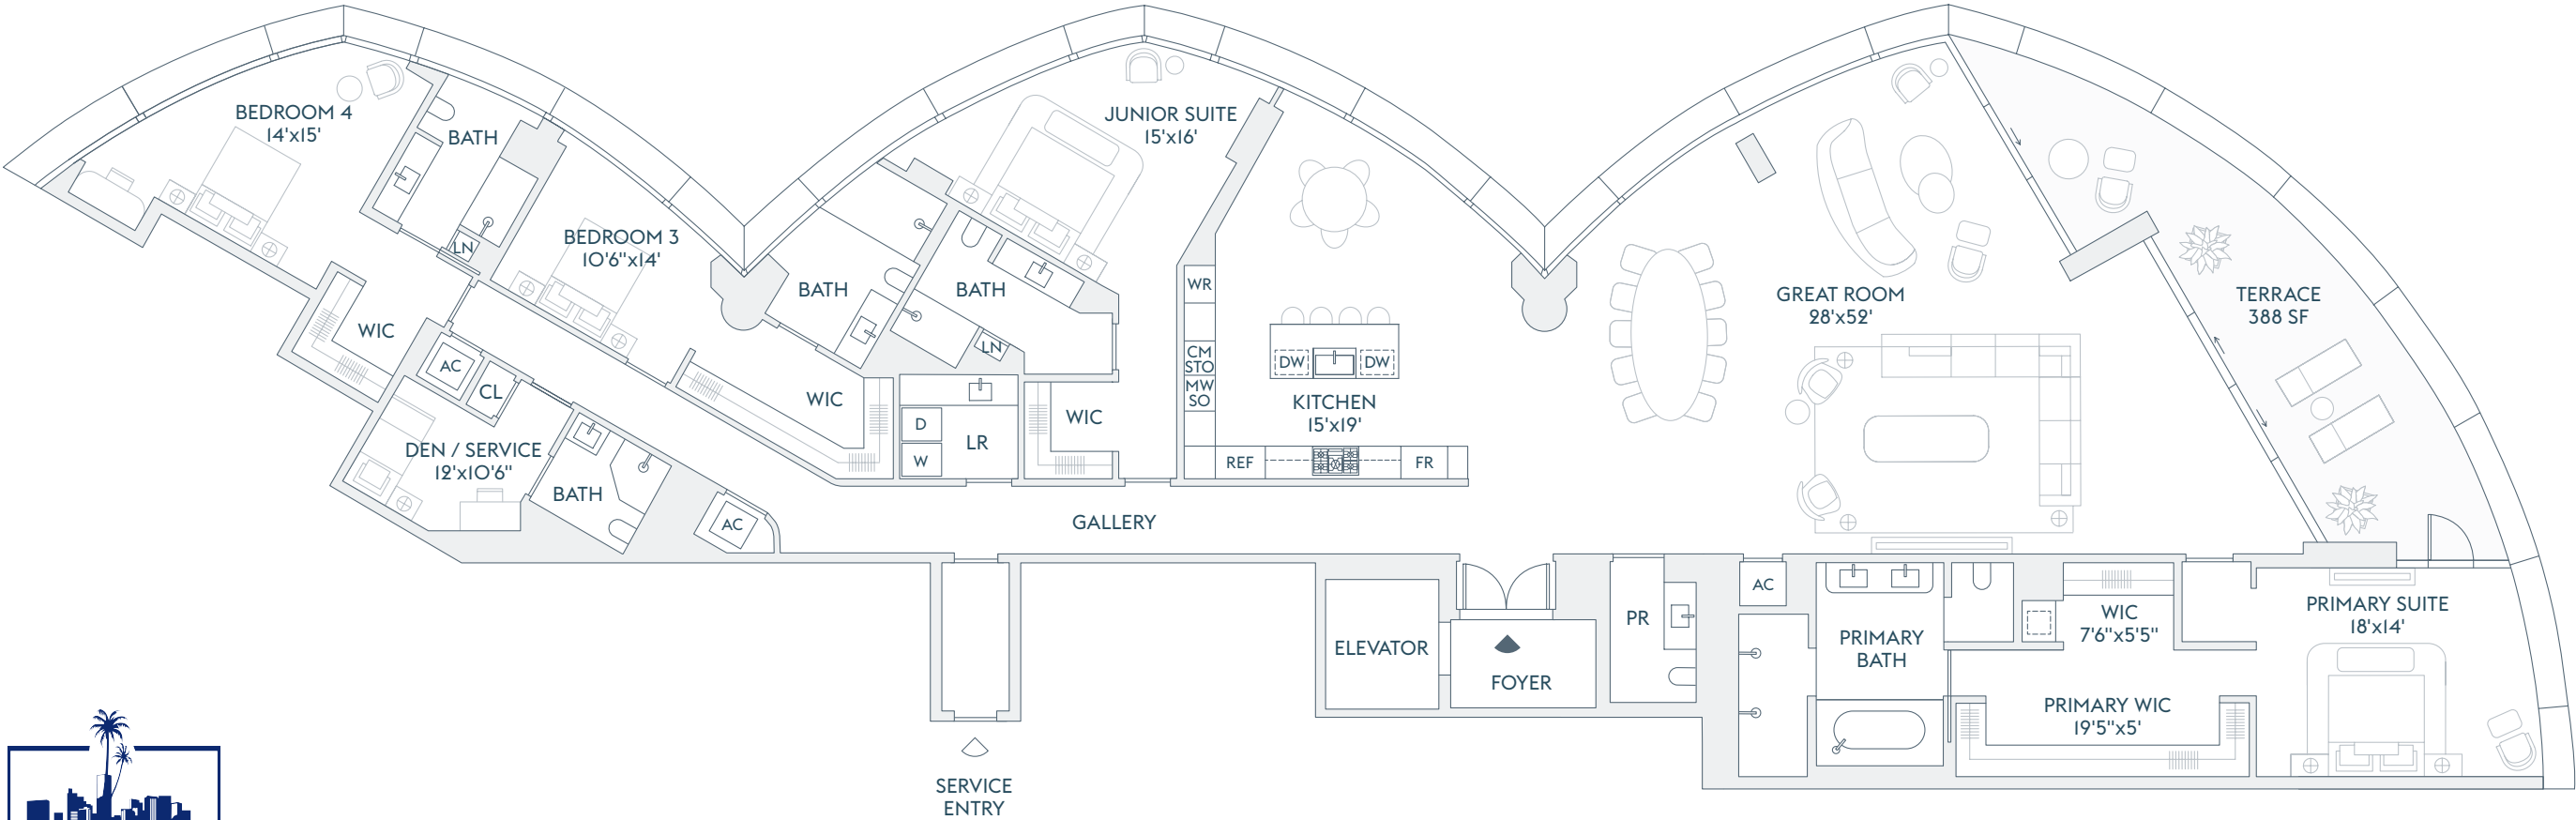 BEDROOM 4
14'x15'
BATH
LN
BEDROOM 3
10'6"x14'
WIC
AC
CL
DEN / SERVICE
12'x10'6"
BATH
AC
BATH
WIC
JUNIOR SUITE
15'x16'
BATH
LN
D
W
LR
WIC
WR
CM
STO
MW
SO
DW
DW
KITCHEN
15'x19'
REF
FR
GALLERY
GREAT ROOM
28'x52'
TERRACE
388 SF
ELEVATOR
FOYER
PR
AC
PRIMARY
BATH
WIC
7'6"x5'5"
PRIMARY WIC
19'5"x5'
PRIMARY SUITE
18'x14'
SERVICE
ENTRY